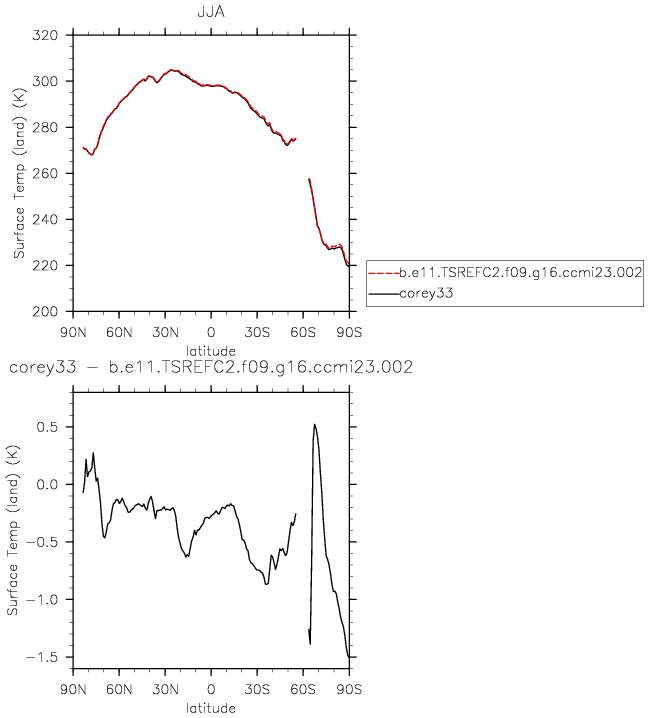 JJA
Surface Temp (land) (K)
320
300
280
260
240
220
200
90N 60N 30N 0 30S 60S 90S
latitude
b.e11.TSREFC2.f09.g16.ccmi23.002
corey33
corey33 − b.e11.TSREFC2.f09.g16.ccmi23.002
Surface Temp (land) (K)
0.5
0.0
−0.5
−1.0
−1.5
90N 60N 30N 0 30S 60S 90S
latitude